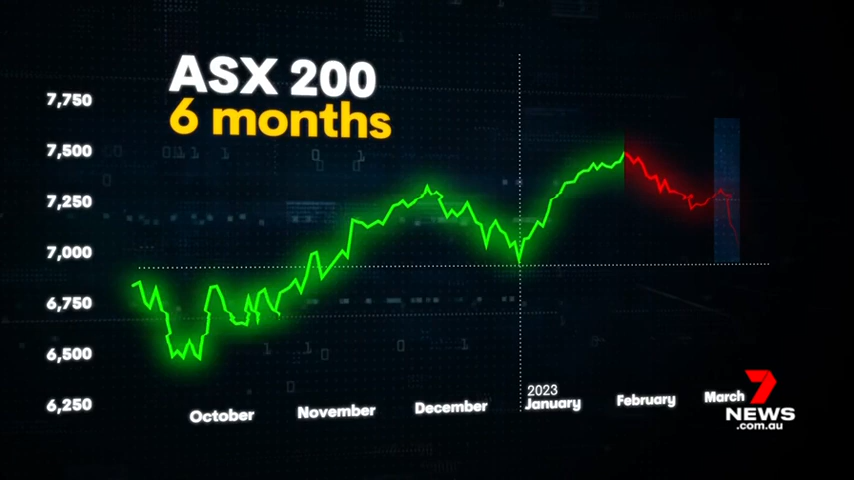 ASX 200
6 months
7,750
7,500
7,250
7,000
6,750
6,500
6,250
October
November
December
2023
January
February
March
7
NEWS
.com.au